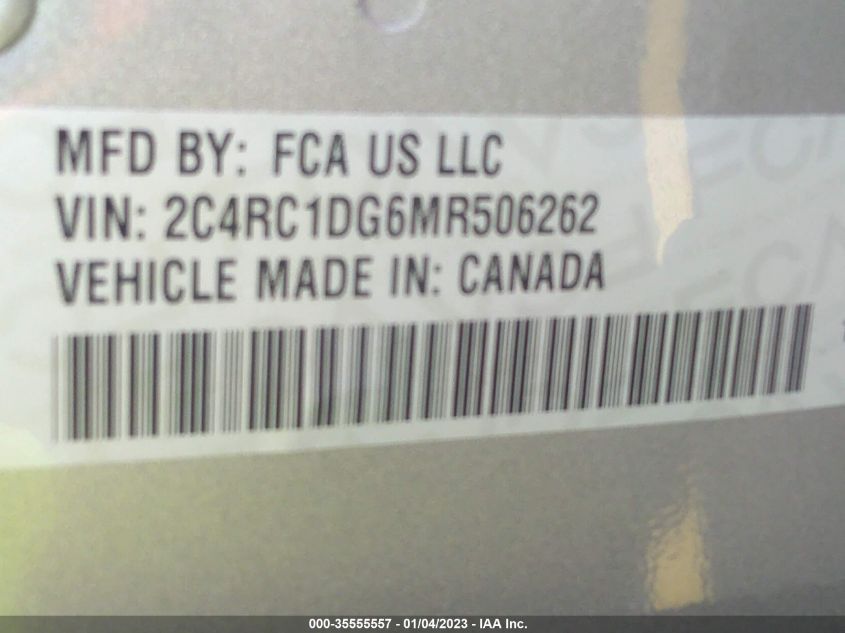 MFD BY: FCA US LLC
VIN: 2C4RC1DG6MR506262
VEHICLE MADE IN: CANADA
000-35555557 - 01/04/2023 - IAA Inc.